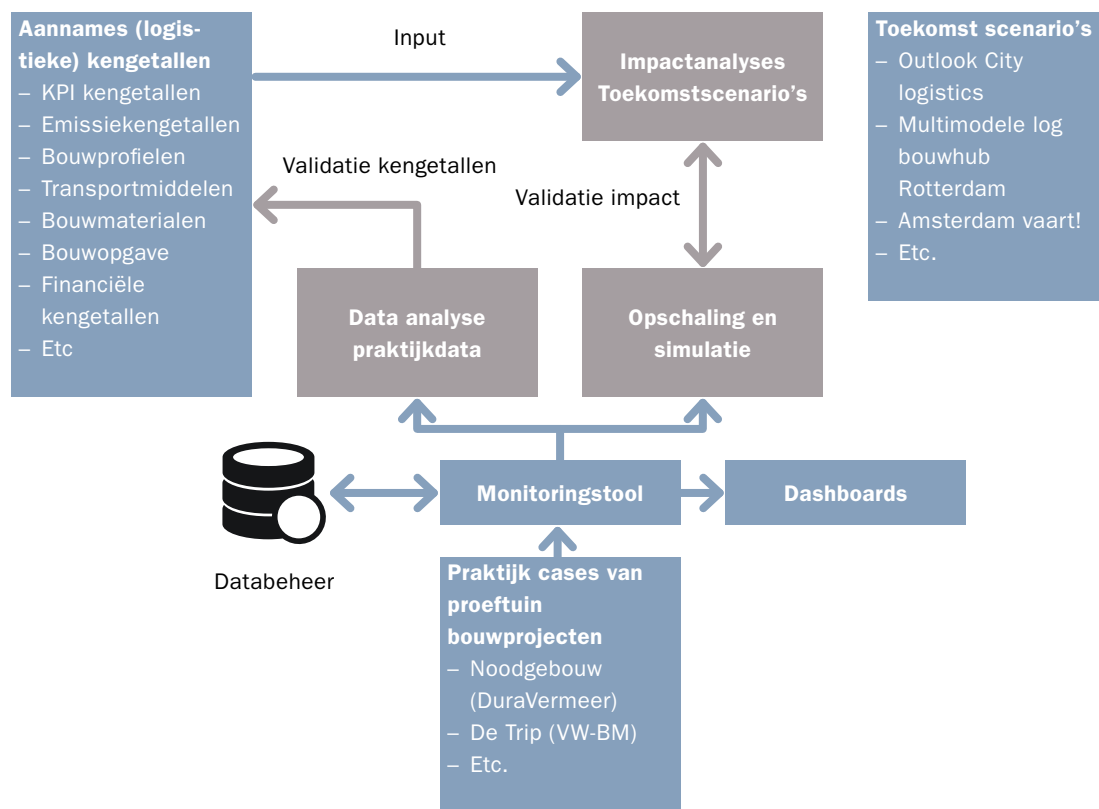 Aannames (logis-
tieke) kengetallen
– KPI kengetallen
– Emissiekengetallen
– Bouwprofielen
– Transportmiddelen
– Bouwmaterialen
– Bouwopgave
– Financiële
kengetallen
– Etc
Input
Impactanalyses
Toekomstscenario’s
Toekomst scenario’s
– Outlook City
logistics
– Multimodele log
bouwhub
Rotterdam
– Amsterdam vaart!
– Etc.
Validatie kengetallen
Validatie impact
Data analyse
praktijkdata
Opschaling en
simulatie
Databeheer
Monitoringstool
Dashboards
Praktijk cases van
proeftuin
bouwprojecten
– Noodgebouw
(DuraVermeer)
– De Trip (VW-BM)
– Etc.